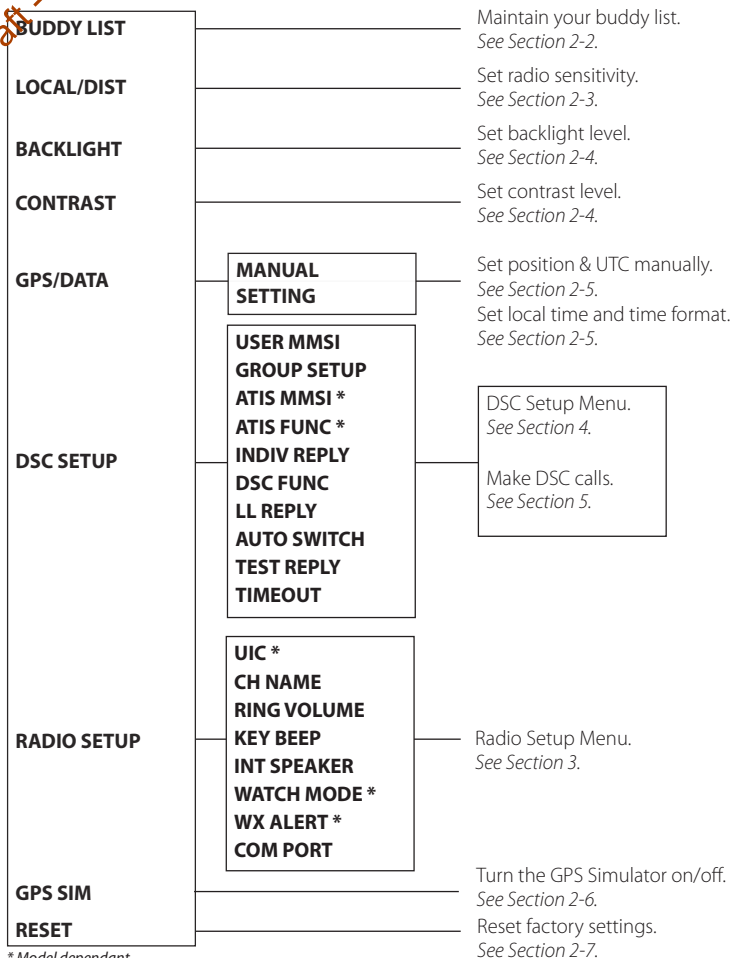 BUDDY LIST
Maintain your buddy list.
See Section 2-2.
LOCAL/DIST
Set radio sensitivity.
See Section 2-3.
BACKLIGHT
Set backlight level.
See Section 2-4.
CONTRAST
Set contrast level.
See Section 2-4.
GPS/DATA
MANUAL
SETTING
Set position & UTC manually.
See Section 2-5.
Set local time and time format.
See Section 2-5.
DSC SETUP
USER MMSI
GROUP SETUP
ATIS MMSI *
ATIS FUNC *
INDIV REPLY
DSC FUNC
LL REPLY
AUTO SWITCH
TEST REPLY
TIMEOUT
DSC Setup Menu.
See Section 4.
Make DSC calls.
See Section 5.
RADIO SETUP
UIC *
CH NAME
RING VOLUME
KEY BEEP
INT SPEAKER
WATCH MODE *
WX ALERT *
COM PORT
Radio Setup Menu.
See Section 3.
GPS SIM
Turn the GPS Simulator on/off.
See Section 2-6.
RESET
Reset factory settings.
See Section 2-7.
* Model dependant